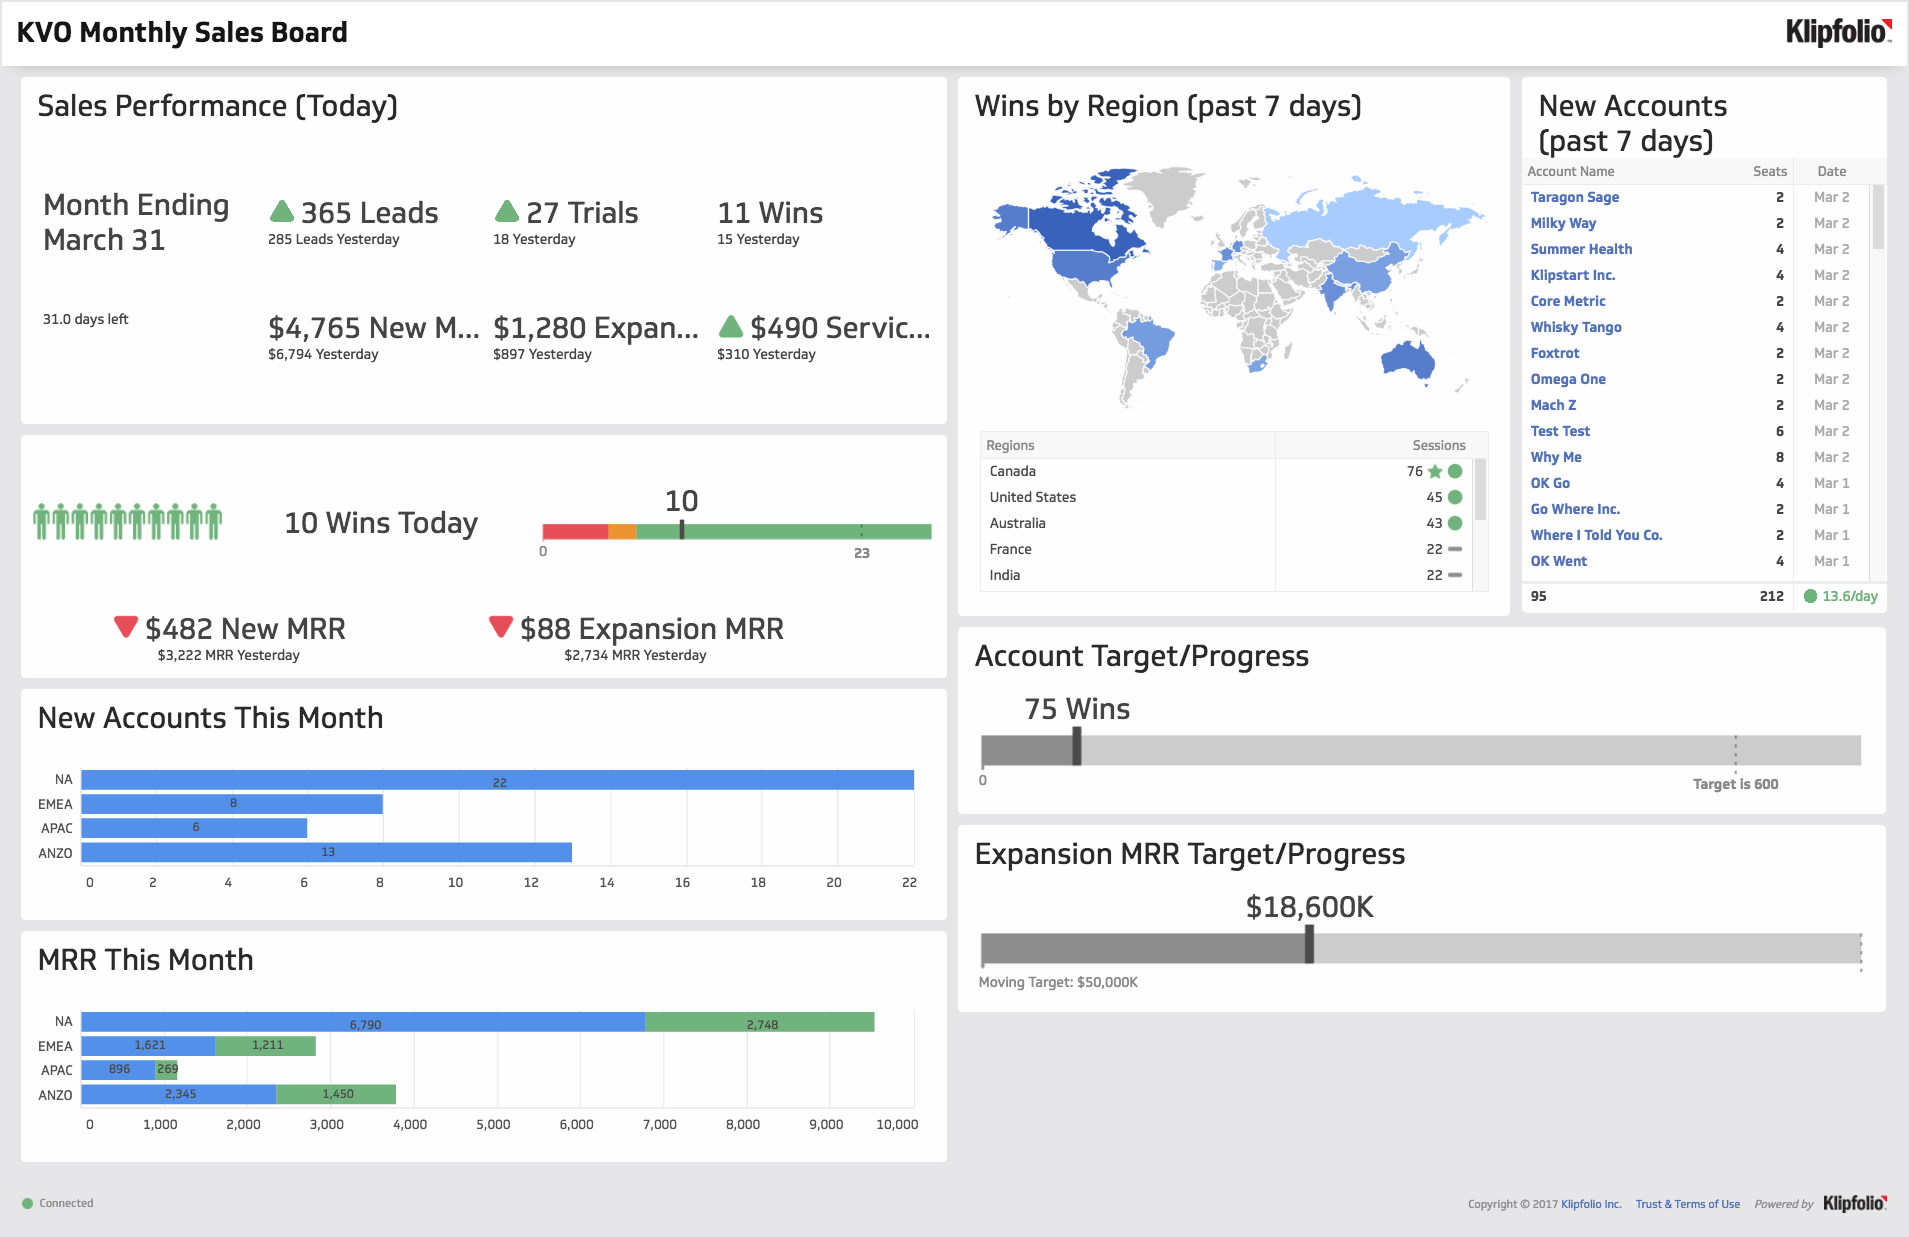 KVO Monthly Sales Board
Klipfolio
Sales Performance (Today)
Month Ending
March 31
31.0 days left
365 Leads
285 Leads Yesterday
27 Trials
18 Yesterday
11 Wins
15 Yesterday
$4,765 New M...
$6,794 Yesterday
$1,280 Expan...
$897 Yesterday
$490 Servic...
$310 Yesterday
10 Wins Today
10
0
23
$482 New MRR
$3,222 MRR Yesterday
$88 Expansion MRR
$2,734 MRR Yesterday
New Accounts This Month
NA 22
EMEA 8
APAC 6
ANZO 13
0 2 4 6 8 10 12 14 16 18 20 22
MRR This Month
NA 6,790 2,748
EMEA 1,621 1,211
APAC 896 269
ANZO 2,345 1,450
0 1,000 2,000 3,000 4,000 5,000 6,000 7,000 8,000 9,000 10,000
Wins by Region (past 7 days)
Regions Sessions
Canada 76
United States 45
Australia 43
France 22
India 22
New Accounts
(past 7 days)
Account Name Seats Date
Taragon Sage 2 Mar 2
Milky Way 2 Mar 2
Summer Health 4 Mar 2
Klipstart Inc. 4 Mar 2
Core Metric 2 Mar 2
Whisky Tango 4 Mar 2
Foxtrot 2 Mar 2
Omega One 2 Mar 2
Mach Z 2 Mar 2
Test Test 6 Mar 2
Why Me 8 Mar 2
OK Go 4 Mar 1
Go Where Inc. 2 Mar 1
Where I Told You Co. 2 Mar 1
OK Went 4 Mar 1
95 212 13.6/day
Account Target/Progress
75 Wins
0
Target is 600
Expansion MRR Target/Progress
$18,600K
Moving Target: $50,000K
Connected
Copyright © 2017 Klipfolio Inc. Trust & Terms of Use Powered by Klipfolio